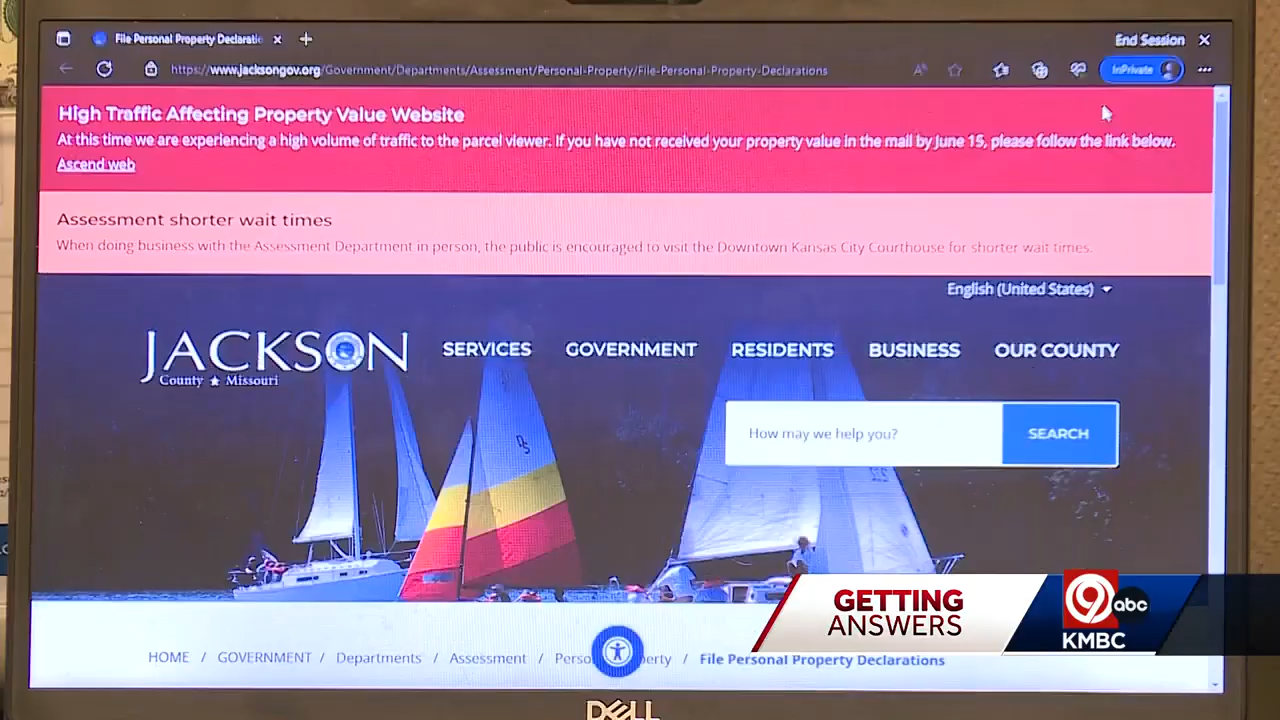 File Personal Property Declaratic
End Session
https://www.jacksongov.org/Government/Departments/Assessment/Personal-Property/File-Personal-Property-Declarations
InPrivate
High Traffic Affecting Property Value Website
At this time we are experiencing a high volume of traffic to the parcel viewer. If you have not received your property value in the mail by June 15, please follow the link below.
Ascend web
Assessment shorter wait times
When doing business with the Assessment Department in person, the public is encouraged to visit the Downtown Kansas City Courthouse for shorter wait times.
English (United States)
JACKSON
County ★ Missouri
SERVICES GOVERNMENT RESIDENTS BUSINESS OUR COUNTY
How may we help you?
SEARCH
GETTING
ANSWERS
9 abc
KMBC
HOME / GOVERNMENT / Departments / Assessment / Perso erty / File Personal Property Declarations
DELL